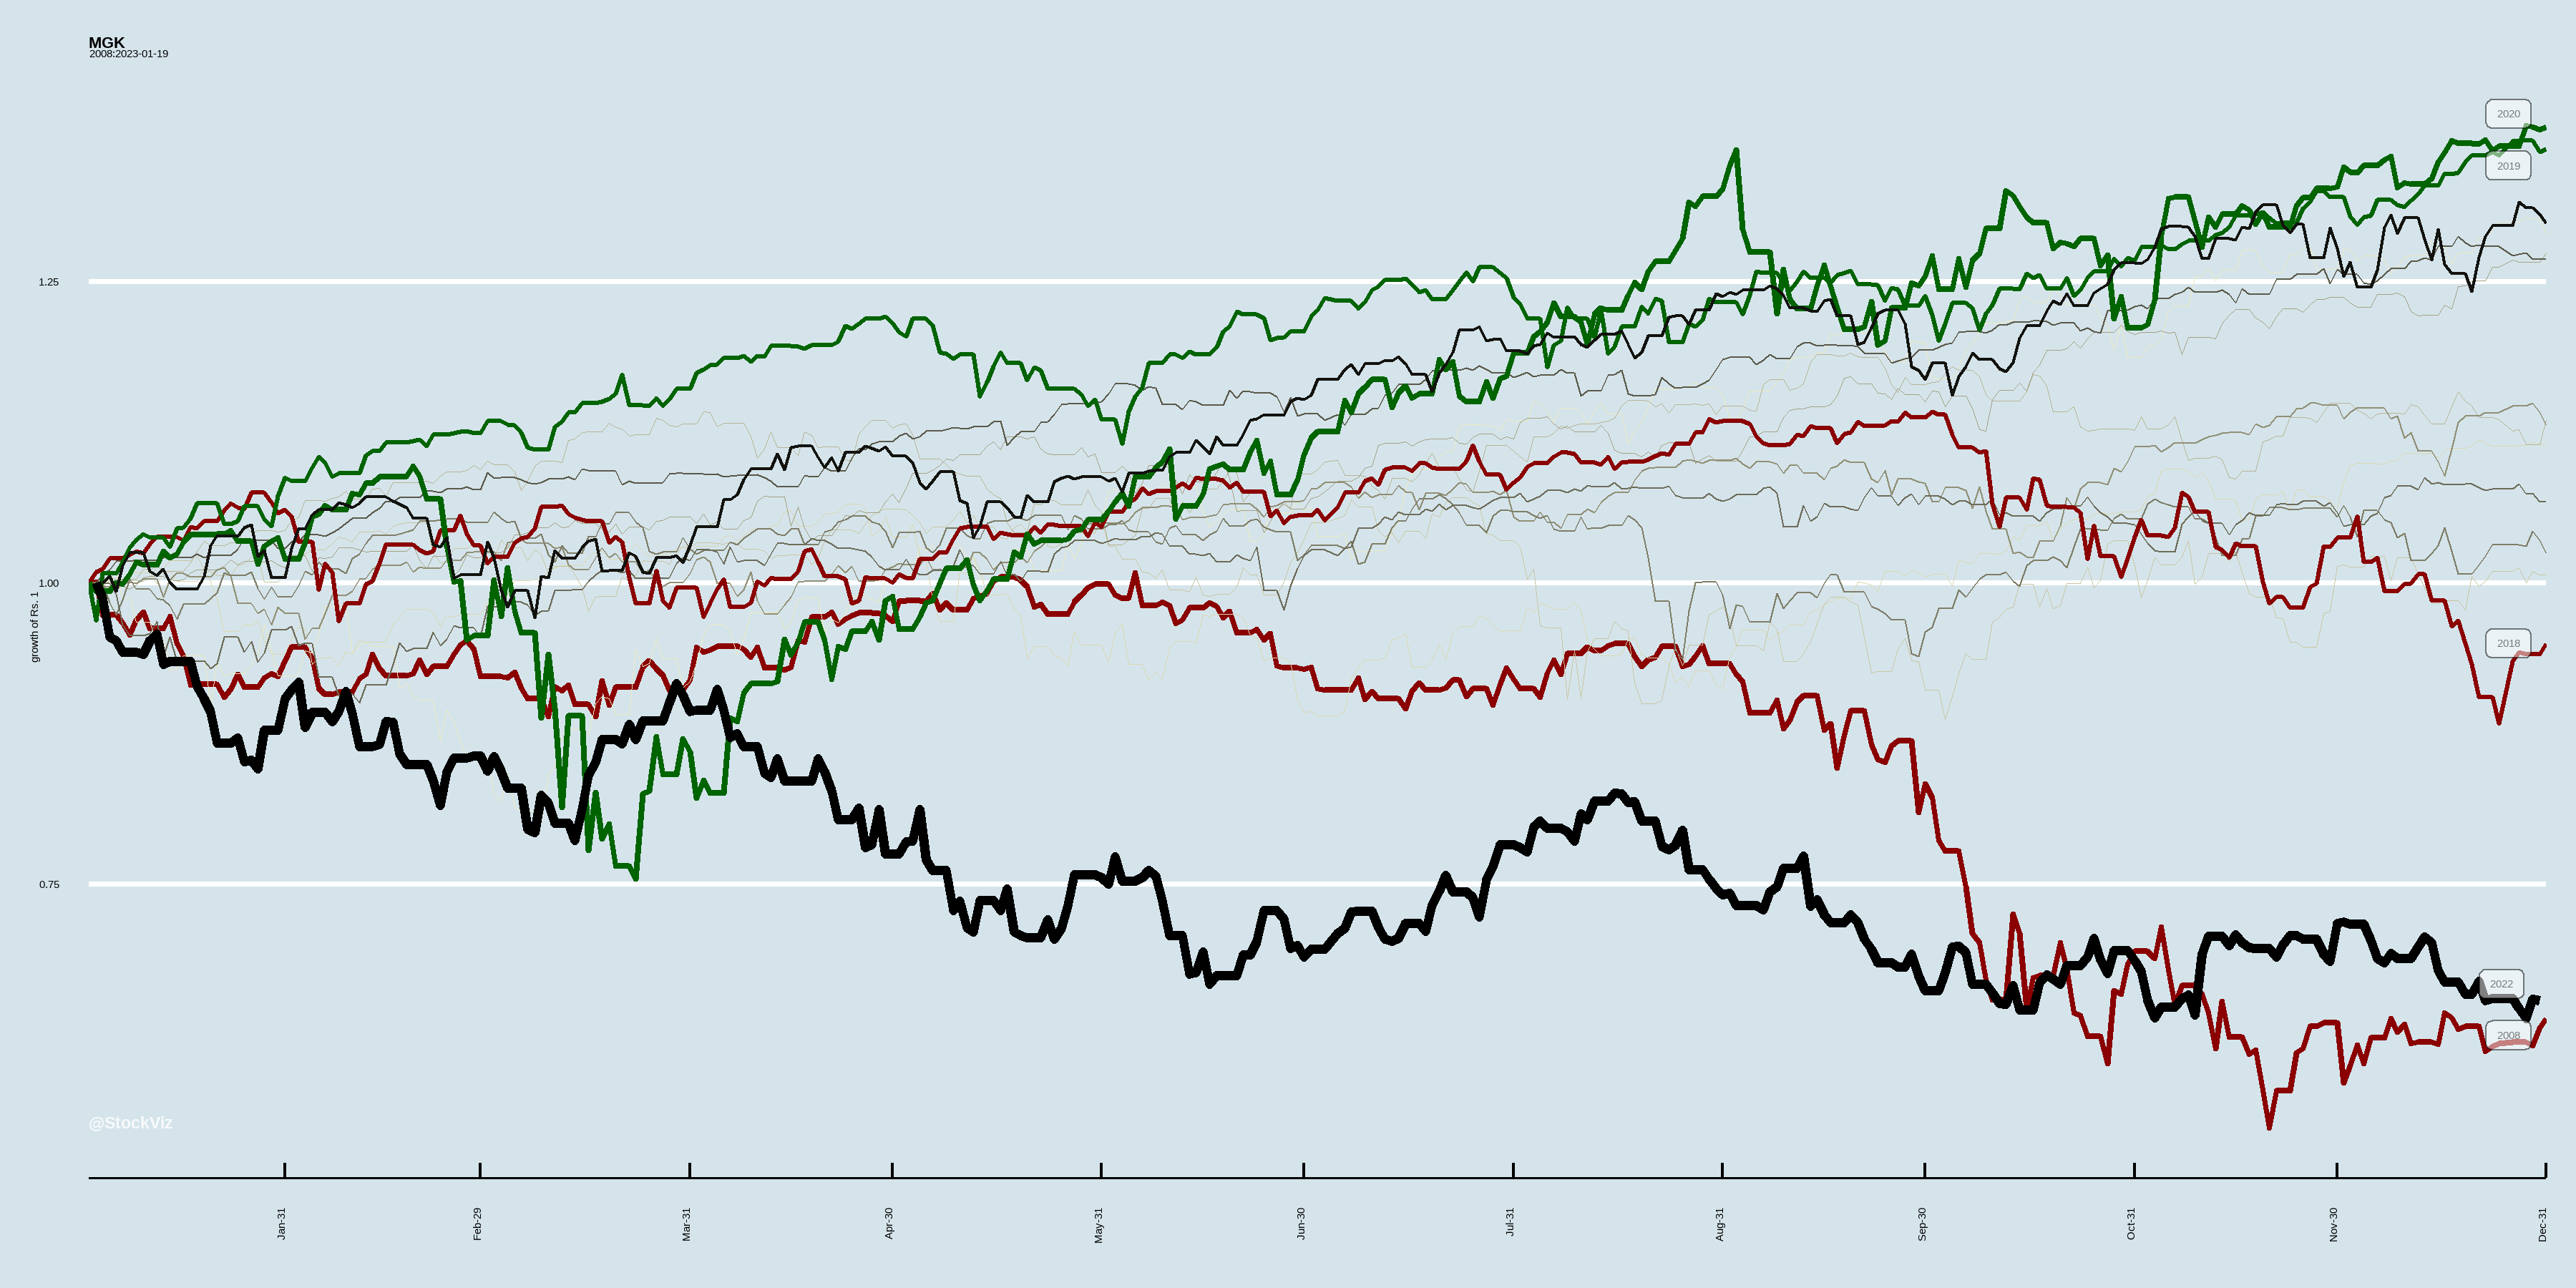 MGK
2008:2023-01-19
2020
2019
1.25
1.00
growth of Rs. 1
2018
0.75
2022
2008
@StockViz
Jan-31
Feb-29
Mar-31
Apr-30
May-31
Jun-30
Jul-31
Aug-31
Sep-30
Oct-31
Nov-30
Dec-31